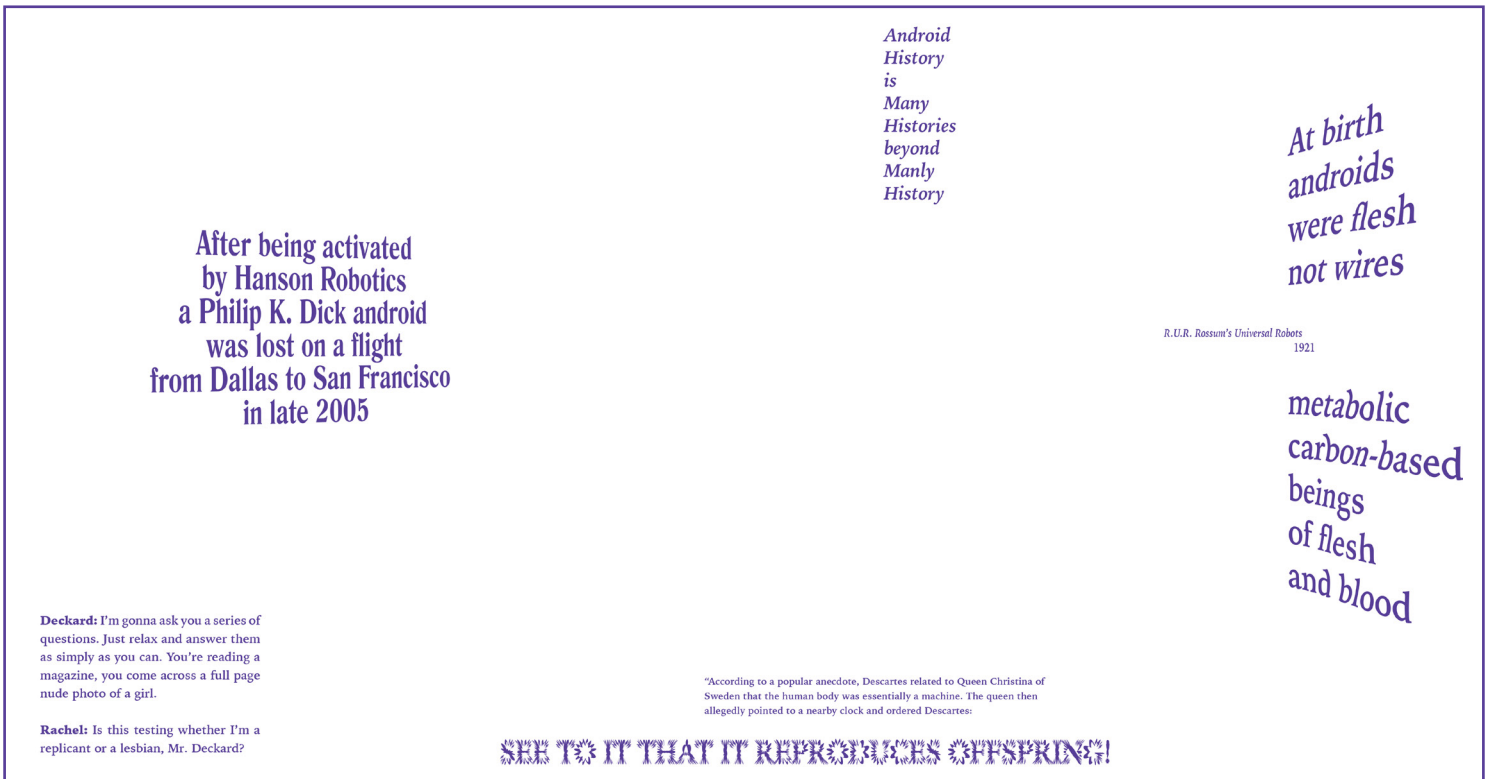 Android
History
is
Many
Histories
beyond
Manly
History
At birth
androids
were flesh
not wires
After being activated
by Hanson Robotics
a Philip K. Dick android
was lost on a flight
from Dallas to San Francisco
in late 2005
R.U.R. Rossum's Universal Robots
1921
metabolic
carbon-based
beings
of flesh
and blood
Deckard: I'm gonna ask you a series of
questions. Just relax and answer them
as simply as you can. You're reading a
magazine, you come across a full page
nude photo of a girl.
Rachel: Is this testing whether I'm a
replicant or a lesbian, Mr. Deckard?
“According to a popular anecdote, Descartes related to Queen Christina of
Sweden that the human body was essentially a machine. The queen then
allegedly pointed to a nearby clock and ordered Descartes:
SEE TO IT THAT IT REPRODUCES OFFSPRING!